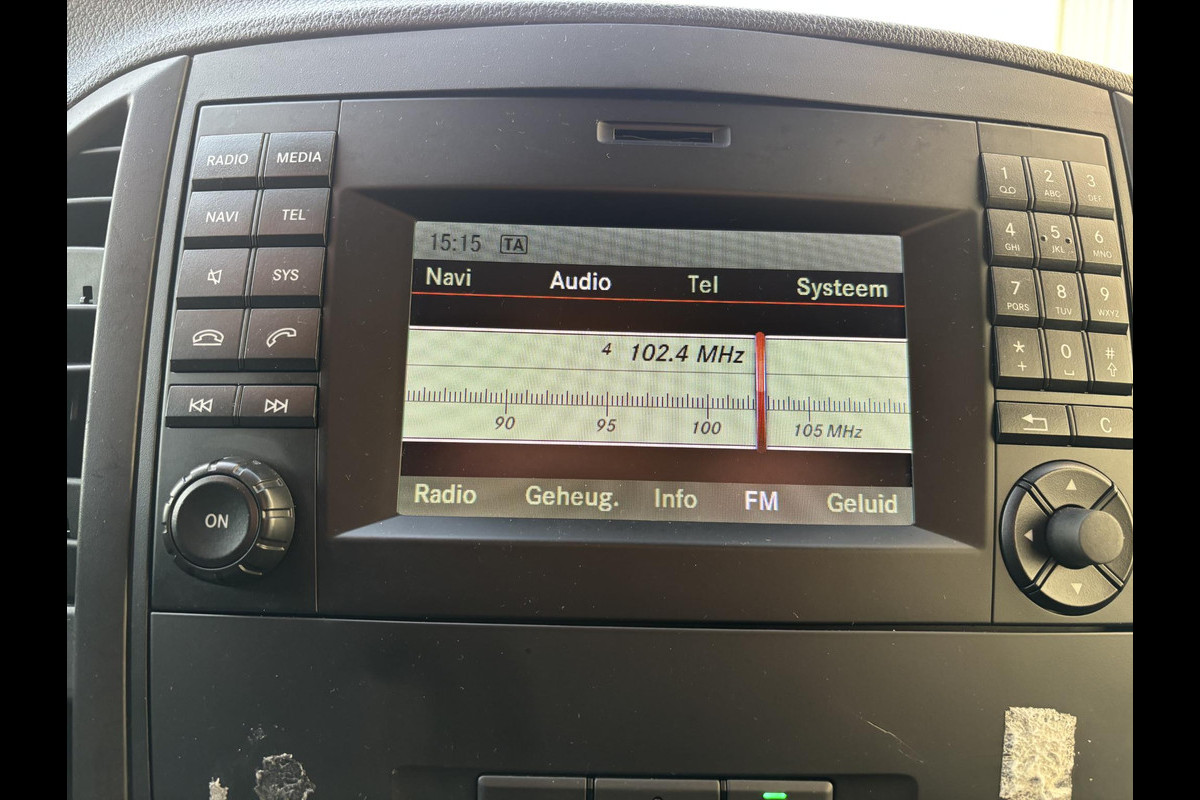 RADIO MEDIA
NAVI TEL
SYS
ON
15:15 TA
Navi Audio Tel Systeem
4 102.4 MHz
90 95 100 105 MHz
Radio Geheug. Info FM Geluid
1 2 ABC 3 DEF
4 GHI 5 JKL 6 MNO
7 PQRS 8 TUV 9 WXYZ
* + 0 #
C